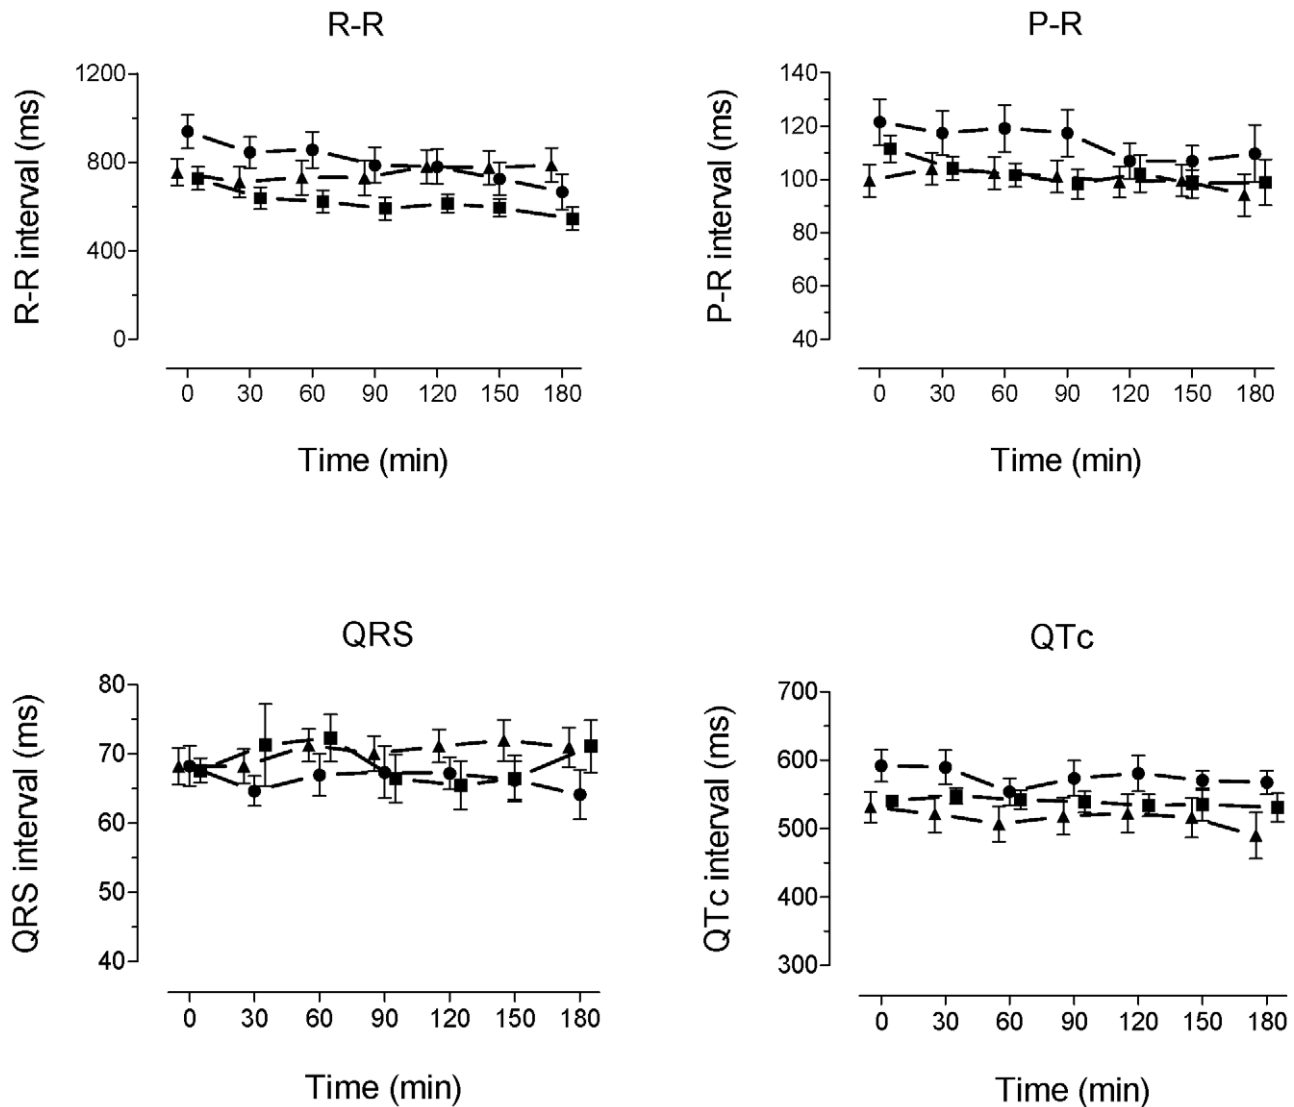 R-R
R-R interval (ms)
1200
800
400
0
0 30 60 90 120 150 180
Time (min)
P-R
P-R interval (ms)
140
120
100
80
60
40
0 30 60 90 120 150 180
Time (min)
QRS
QRS interval (ms)
80
70
60
50
40
0 30 60 90 120 150 180
Time (min)
QTc
QTc interval (ms)
700
600
500
400
300
0 30 60 90 120 150 180
Time (min)